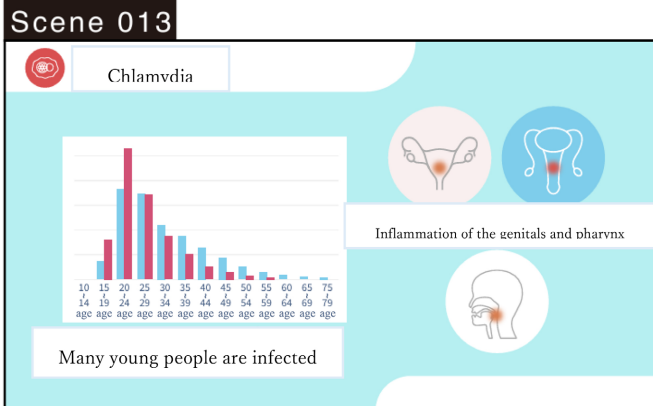 Scene 013
Chlamydia
Inflammation of the genitals and pharynx
10 15 20 25 30 35 40 45 50 55 60 65 75
14 19 24 29 34 39 44 49 54 59 64 69 79
age age age age age age age age age age age age age
Many young people are infected